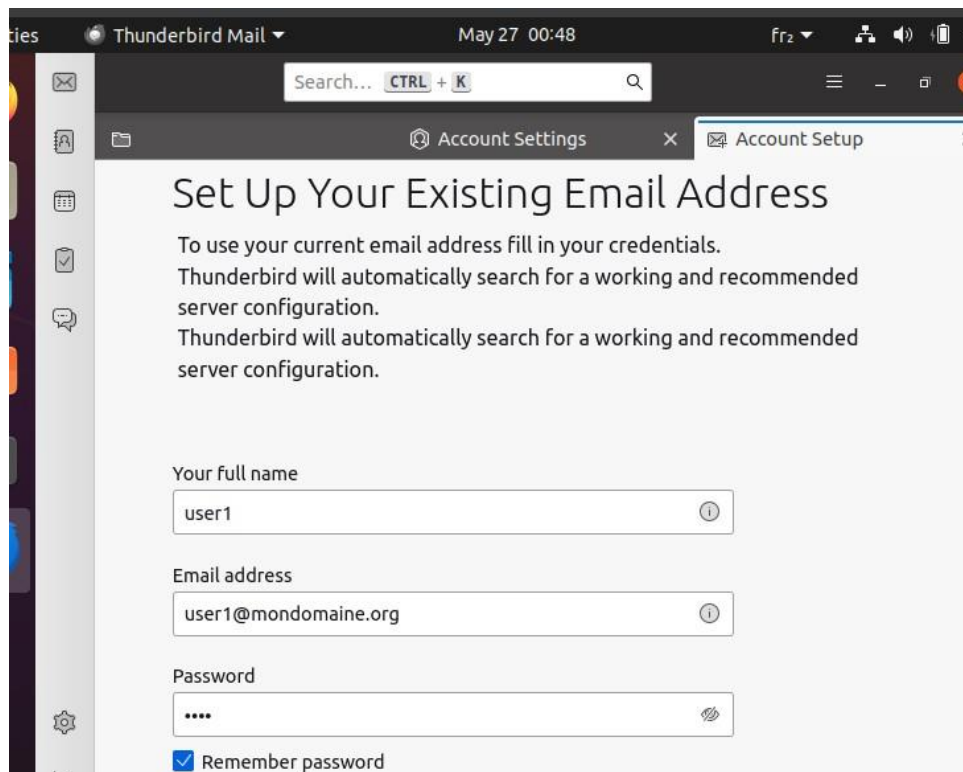 ties Thunderbird Mail May 27 00:48 fr₂
Search... CTRL + K
Account Settings Account Setup
Set Up Your Existing Email Address
To use your current email address fill in your credentials.
Thunderbird will automatically search for a working and recommended
server configuration.
Thunderbird will automatically search for a working and recommended
server configuration.
Your full name
user1
Email address
user1@mondomaine.org
Password
••••
Remember password